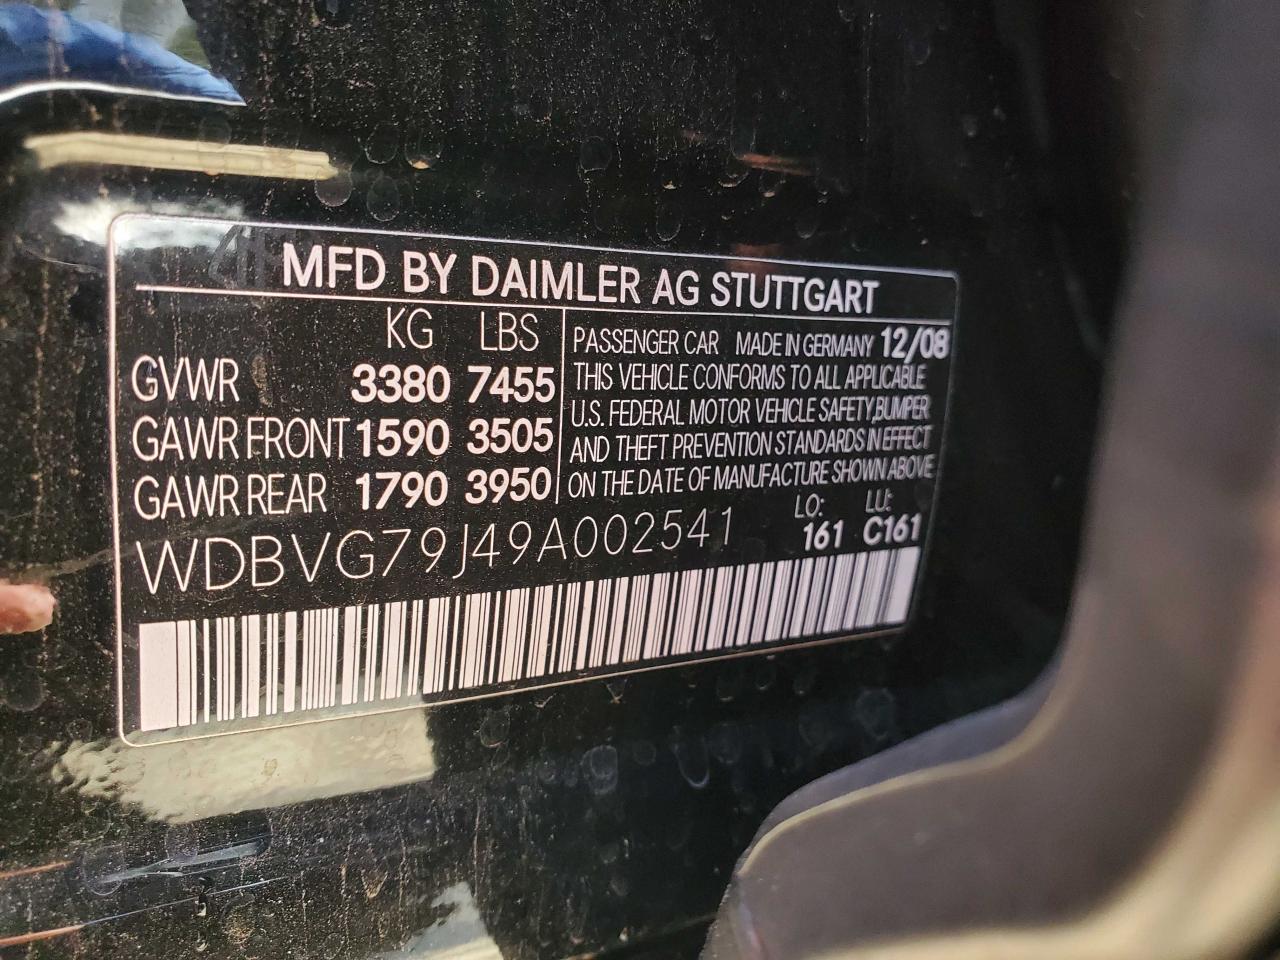 MFD BY DAIMLER AG STUTTGART
KG LBS
GVWR 3380 7455
GAWR FRONT 1590 3505
GAWR REAR 1790 3950
PASSENGER CAR MADE IN GERMANY 12/08
THIS VEHICLE CONFORMS TO ALL APPLICABLE
U.S. FEDERAL MOTOR VEHICLE SAFETY,BUMPER
AND THEFT PREVENTION STANDARDS IN EFFECT
ON THE DATE OF MANUFACTURE SHOWN ABOVE
LO: LU:
161 C161
WDBVG79J49A002541